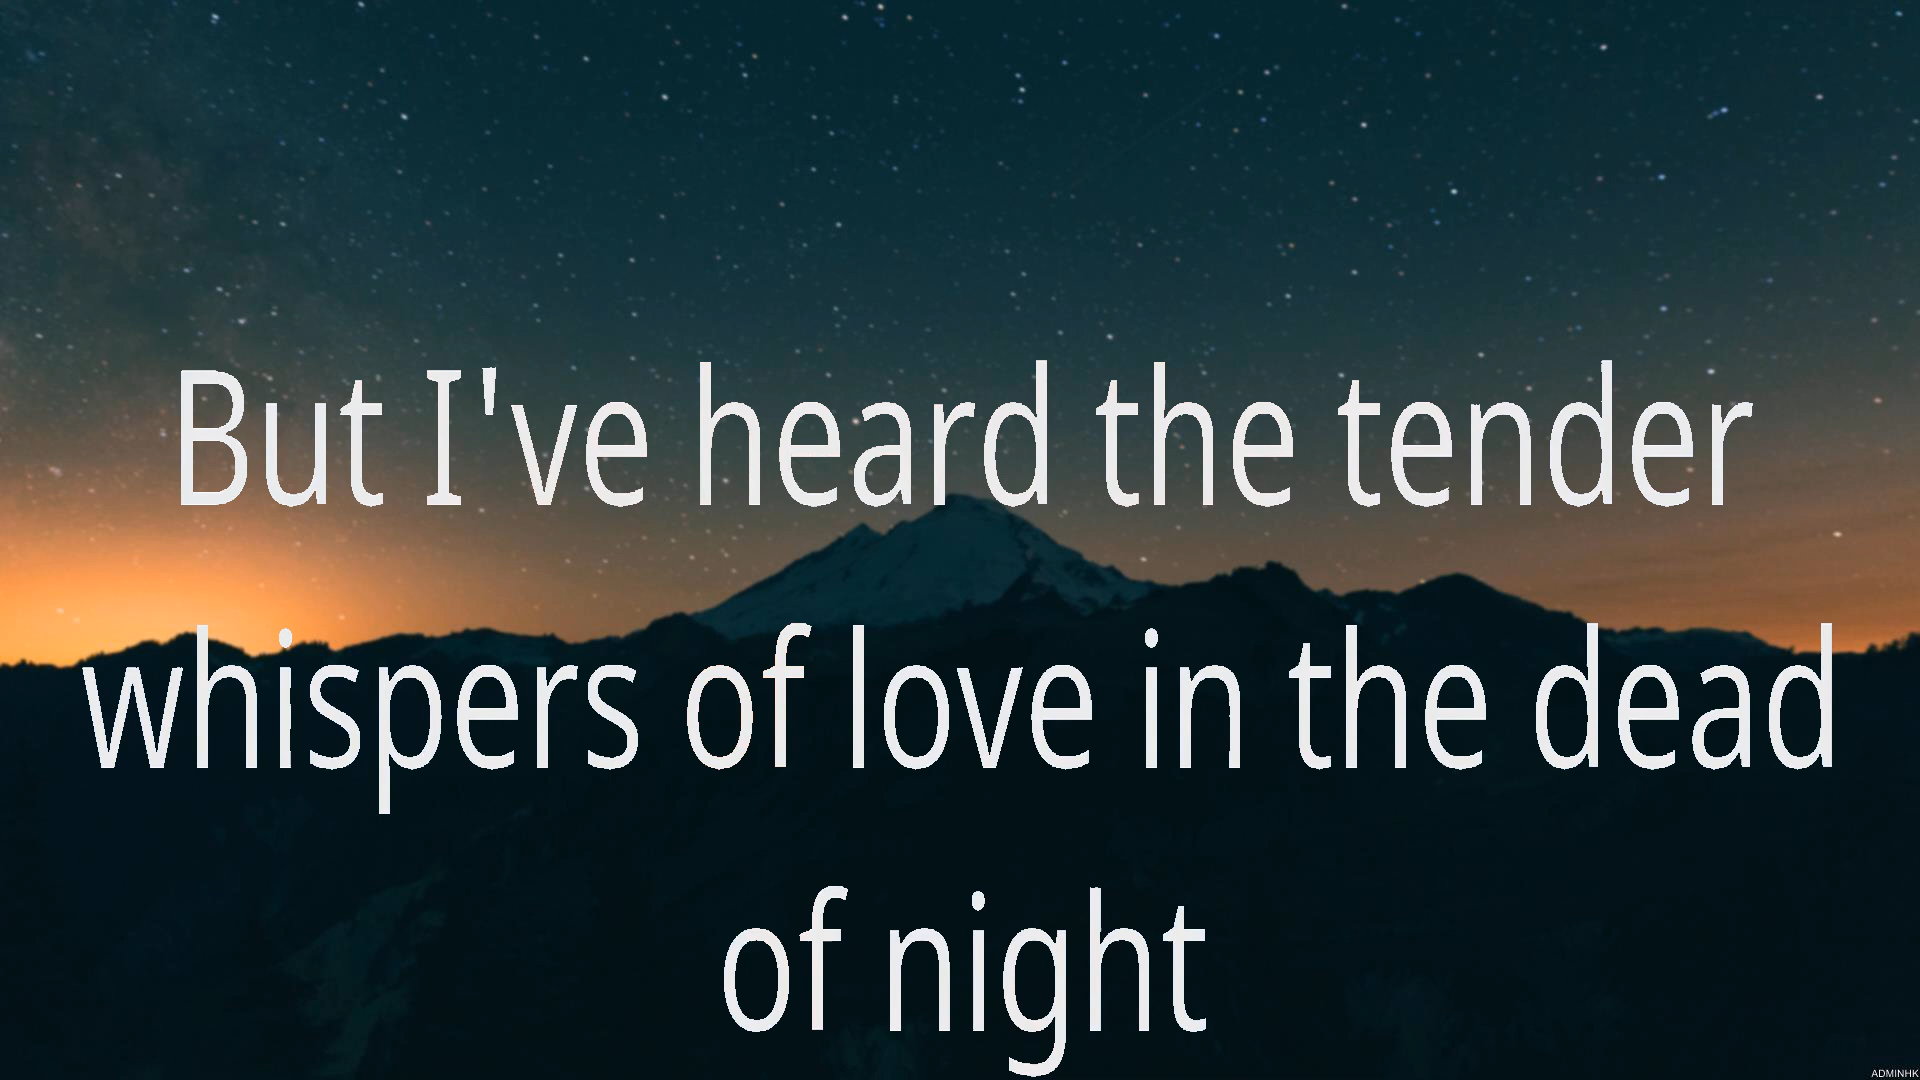 But I've heard the tender
whispers of love in the dead
of night
ADMINHK